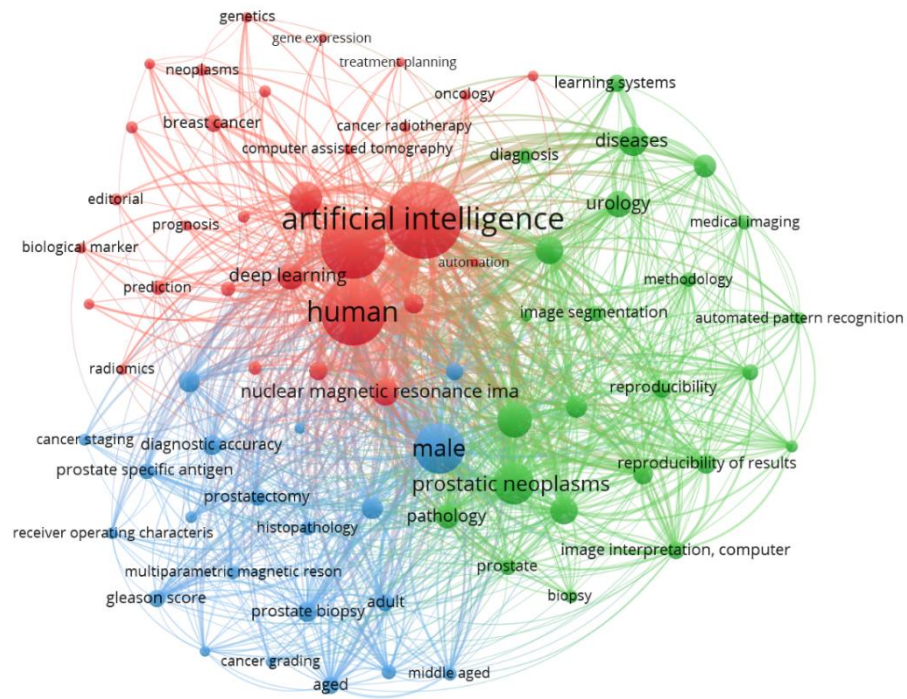 genetics
gene expression
treatment planning
neoplasms
oncology
learning systems
breast cancer
cancer radiotherapy
computer assisted tomography
diagnosis
diseases
editorial
artificial intelligence
urology
prognosis
medical imaging
biological marker
automation
deep learning
methodology
prediction
human
image segmentation
automated pattern recognition
radiomics
nuclear magnetic resonance ima
reproducibility
cancer staging
diagnostic accuracy
male
prostate specific antigen
reproducibility of results
prostatic neoplasms
prostatectomy
pathology
receiver operating characteris
histopathology
image interpretation, computer
multiparametric magnetic reson
prostate
gleason score
prostate biopsy
adult
biopsy
cancer grading
middle aged
aged